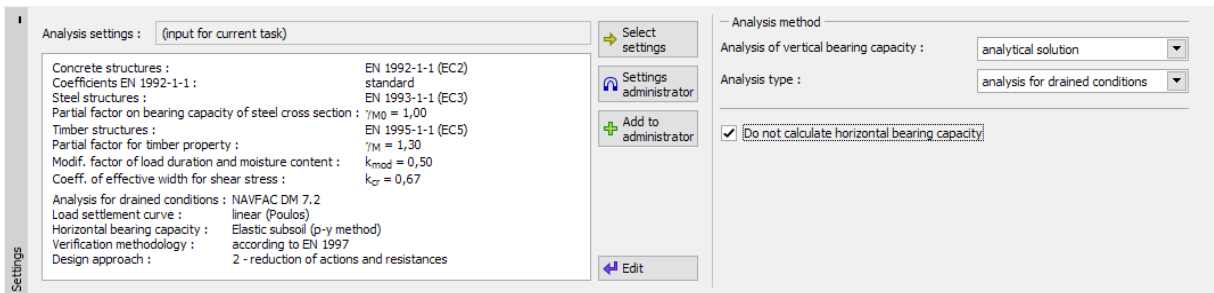 Analysis settings : (input for current task)
Concrete structures : EN 1992-1-1 (EC2)
Coefficients EN 1992-1-1 : standard
Steel structures : EN 1993-1-1 (EC3)
Partial factor on bearing capacity of steel cross section : γM0 = 1,00
Timber structures : EN 1995-1-1 (EC5)
Partial factor for timber property : γM = 1,30
Modif. factor of load duration and moisture content : kmod = 0,50
Coeff. of effective width for shear stress : kcr = 0,67
Analysis for drained conditions : NAVFAC DM 7.2
Load settlement curve : linear (Poulos)
Horizontal bearing capacity : Elastic subsoil (p-y method)
Verification methodology : according to EN 1997
Design approach : 2 - reduction of actions and resistances
Select
settings
Settings
administrator
Add to
administrator
Edit
Analysis method
Analysis of vertical bearing capacity : analytical solution
Analysis type : analysis for drained conditions
Do not calculate horizontal bearing capacity
Settings